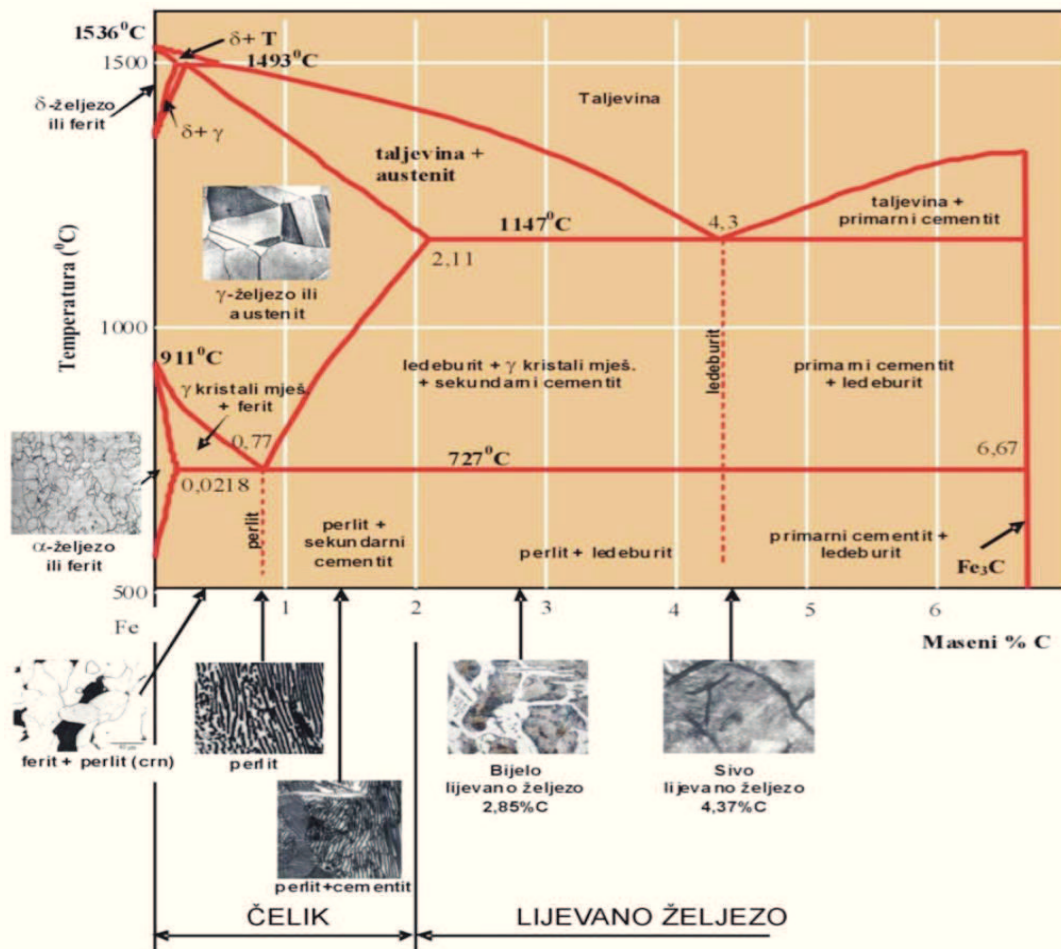 1536⁰C
δ+ T
1500
1493⁰C
Taljevina
δ-željezo
ili ferit
δ+ γ
taljevina +
austenit
taljevina +
primarni cementit
1147⁰C
4,3
2,11
γ-željezo ili
austenit
Temperatura (⁰C)
1000
911⁰C
γ kristali mješ.
+ ferit
ledeburit + γ kristali mješ.
+ sekundarni cementit
ledeburit
primarni cementit
+ ledeburit
0,77
727⁰C
6,67
0,0218
α-željezo
ili ferit
perlit
perlit +
sekundarni
cementit
perlit + ledeburit
primarni cementit +
ledeburit
Fe₃C
500
Fe
1
2
3
4
5
6
Maseni % C
ferit + perlit (crn)
perlit
perlit+cementit
Bijelo
lijevano željezo
2,85%C
Sivo
lijevano željezo
4,37%C
ČELIK
LIJEVANO ŽELJEZO